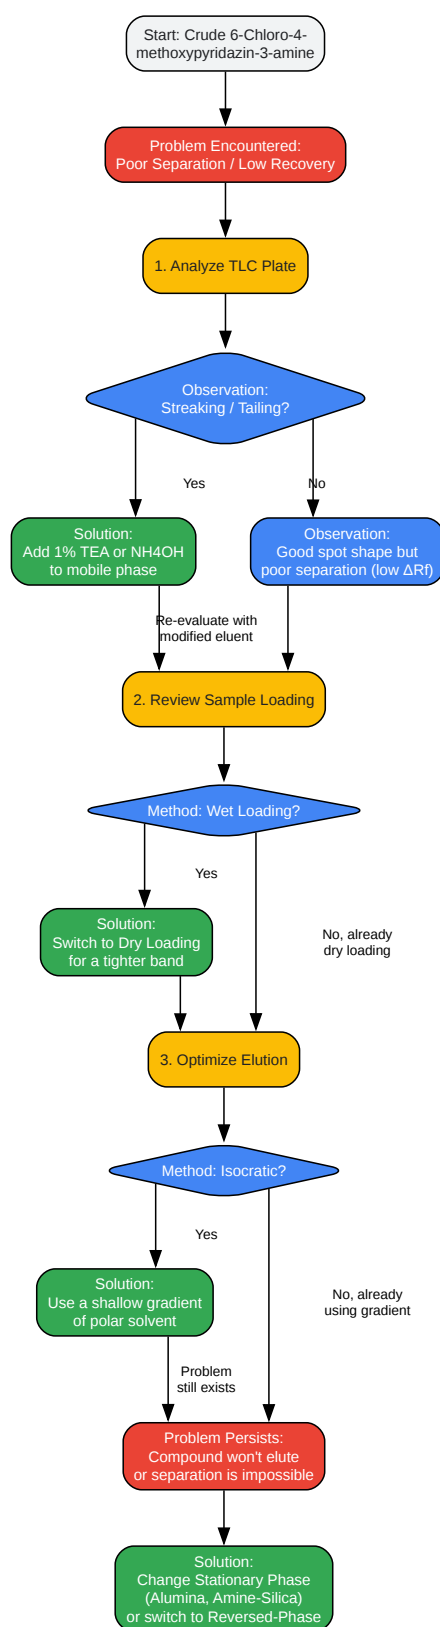 Start: Crude 6-Chloro-4-
methoxypyridazin-3-amine
Problem Encountered:
Poor Separation / Low Recovery
1. Analyze TLC Plate
Observation:
Streaking / Tailing?
Yes
No
Solution:
Add 1% TEA or NH4OH
to mobile phase
Observation:
Good spot shape but
poor separation (low ΔRf)
Re-evaluate with
modified eluent
2. Review Sample Loading
Method: Wet Loading?
Yes
No, already
dry loading
Solution:
Switch to Dry Loading
for a tighter band
3. Optimize Elution
Method: Isocratic?
Yes
No, already
using gradient
Solution:
Use a shallow gradient
of polar solvent
Problem
still exists
Problem Persists:
Compound won't elute
or separation is impossible
Solution:
Change Stationary Phase
(Alumina, Amine-Silica)
or switch to Reversed-Phase